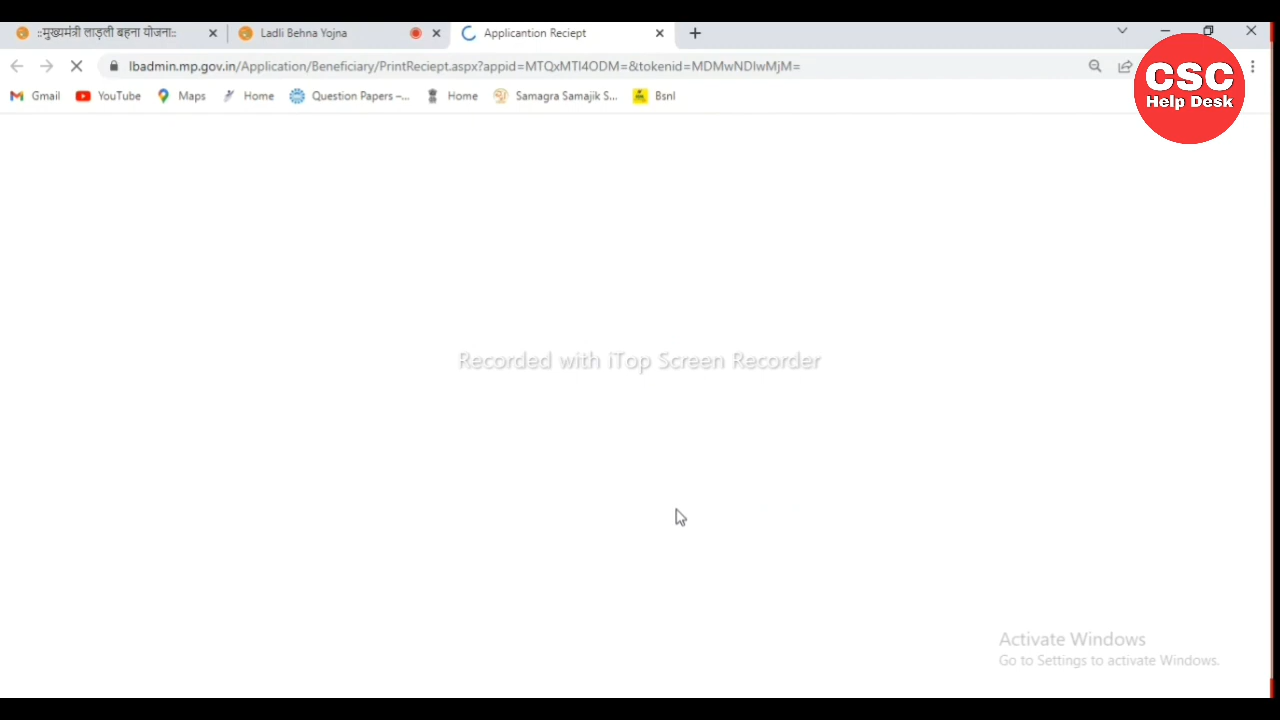 ::मुख्यमंत्री लाड़ली बहना योजना::
Ladli Behna Yojna
Applicantion Reciept
lbadmin.mp.gov.in/Application/Beneficiary/PrintReciept.aspx?appid=MTQxMTI4ODM=&tokenid=MDMwNDIwMjM=
Gmail YouTube Maps Home Question Papers –... Home Samagra Samajik S... Bsnl
CSC
Help Desk
Recorded with iTop Screen Recorder
Activate Windows
Go to Settings to activate Windows.